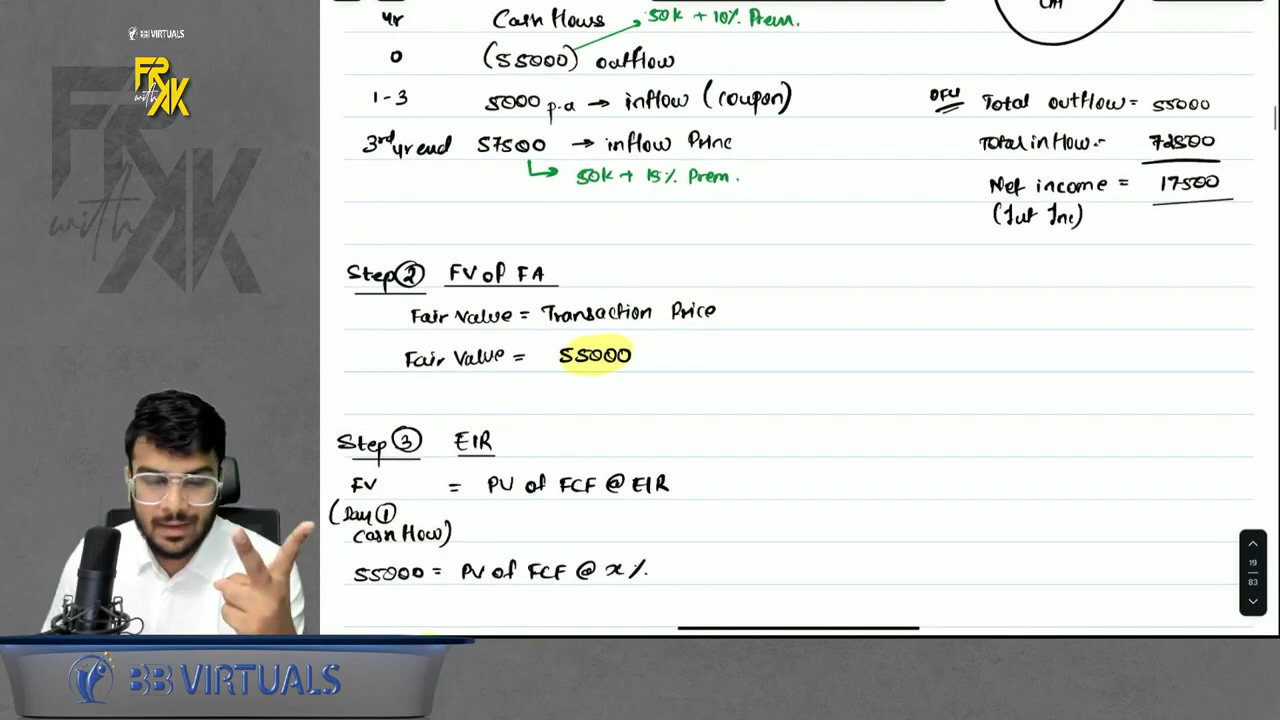 BB VIRTUALS
FR
with
AK
yr Cash flows 50k + 10% Prem.
0 (55000) outflow
1-3 5000 p.a → inflow (coupon)
3rd yr end 57500 → inflow Princ
50k + 15% Prem.
Total outflow = 55000
Total inflow - 72500
Net income = 17500
(Int Inc)
Step 2 FV of FA
Fair Value = Transaction Price
Fair Value = 55000
Step 3 EIR
FV = PV of FCF @ EIR
(Day 1
cash flow)
55000 = PV of FCF @ x%.
19
83
BB VIRTUALS